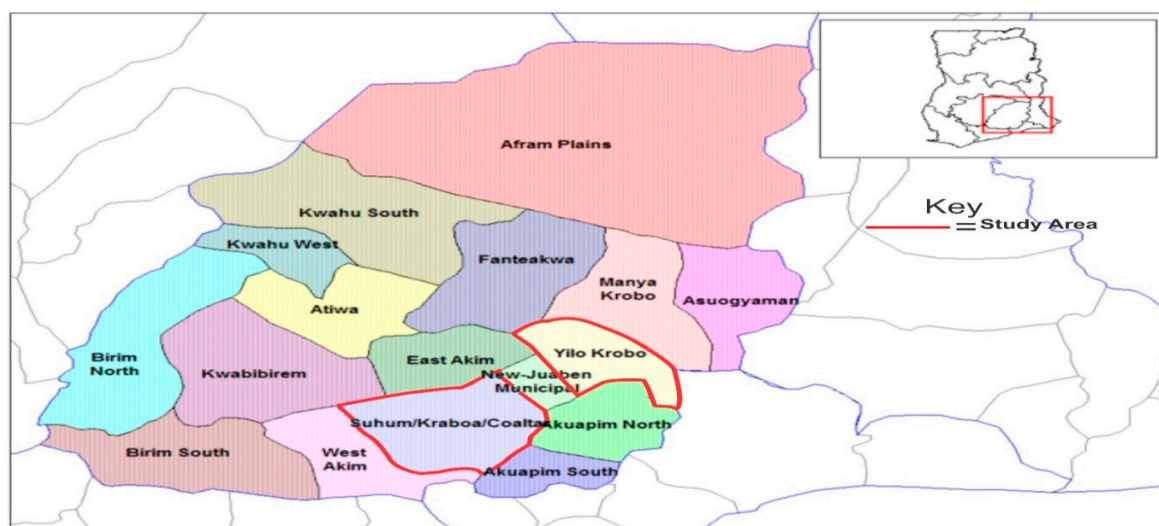 Afram Plains
Kwahu South
Key
= Study Area
Kwahu West
Fanteakwa
Manya
Krobo
Asuogyaman
Atiwa
Birim
North
Kwabibirem
East Akim
Yilo Krobo
New-Juaben
Municipal
Suhum/Kraboa/Coalta
Akuapim North
Birim South
West
Akim
Akuapim South